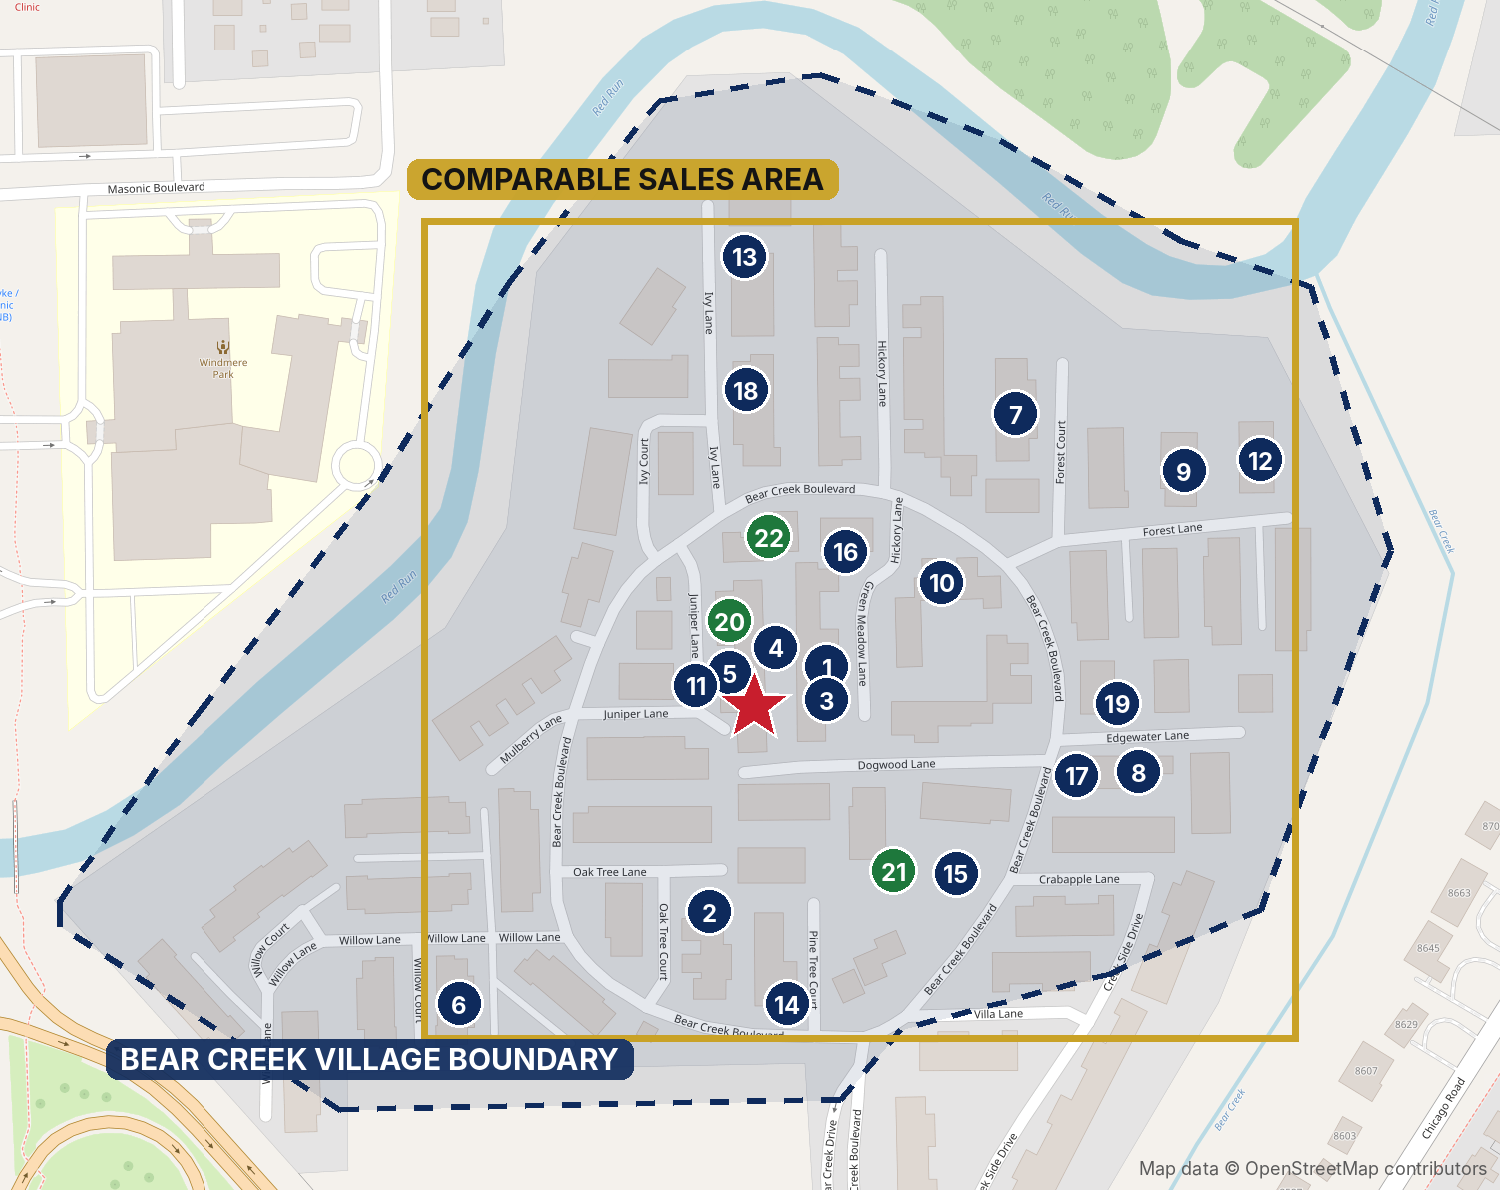 Clinic
Red Run
Masonic Boulevard
COMPARABLE SALES AREA
Red Run
13
Ivy Lane
Windmere
Park
Hickory Lane
18
7
Ivy Court
Ivy Lane
Forest Court
9
12
Bear Creek Boulevard
Forest Lane
Hickory Lane
Bear Creek
22
16
Red Run
10
Juniper Lane
Green Meadow Lane
Bear Creek Boulevard
20
4
1
5
11
3
19
Juniper Lane
Mulberry Lane
Edgewater Lane
Dogwood Lane
17
8
Bear Creek Boulevard
Bear Creek Boulevard
Oak Tree Lane
21
15
Crabapple Lane
8663
2
Willow Court
Willow Lane
Willow Lane
Willow Lane
Willow Lane
Oak Tree Court
Pine Tree Court
Bear Creek Boulevard
8645
Willow Court
6
14
Villa Lane
Bear Creek Boulevard
8629
BEAR CREEK VILLAGE BOUNDARY
8607
Chicago Road
Bear Creek
8603
Map data © OpenStreetMap contributors